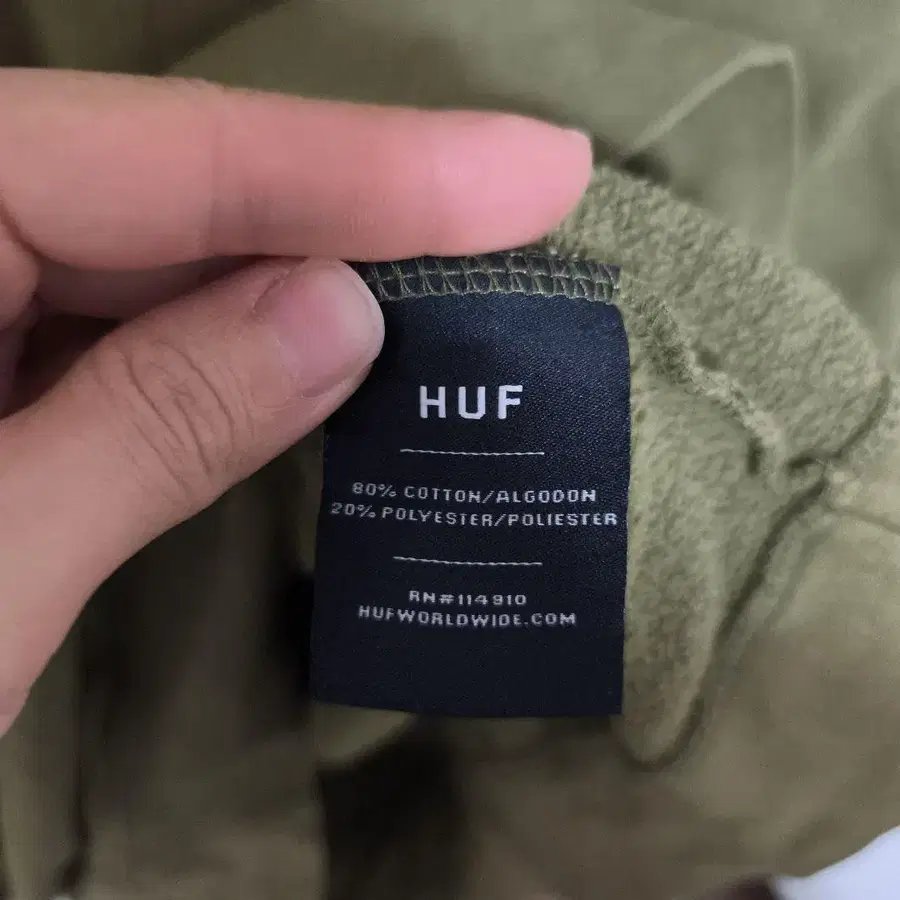 HUF
80% COTTON/ALGODON
20% POLYESTER/POLIESTER
RN#114910
HUFWORLDWIDE.COM